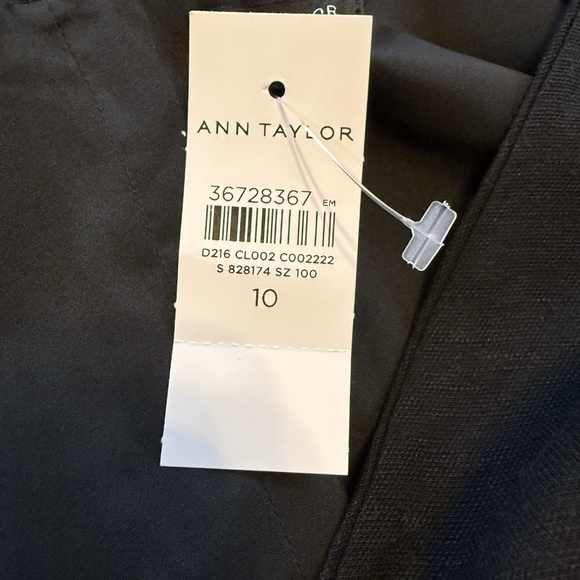 ANN TAYLOR
36728367 EM
D216 CL002 C002222
S 828174 SZ 100
10